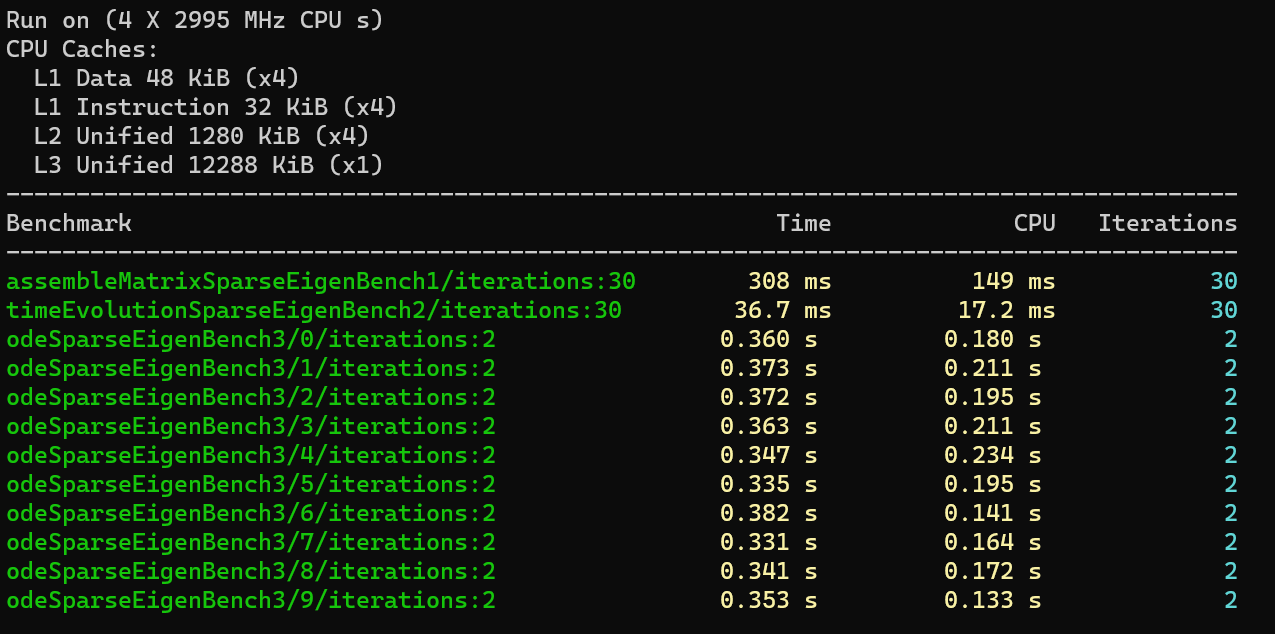 Run on (4 X 2995 MHz CPU s)
CPU Caches:
  L1 Data 48 KiB (x4)
  L1 Instruction 32 KiB (x4)
  L2 Unified 1280 KiB (x4)
  L3 Unified 12288 KiB (x1)
----------------------------------------------------------------------------------------
Benchmark                                              Time             CPU   Iterations
----------------------------------------------------------------------------------------
assembleMatrixSparseEigenBench1/iterations:30        308 ms          149 ms           30
timeEvolutionSparseEigenBench2/iterations:30        36.7 ms         17.2 ms           30
odeSparseEigenBench3/0/iterations:2                0.360 s         0.180 s             2
odeSparseEigenBench3/1/iterations:2                0.373 s         0.211 s             2
odeSparseEigenBench3/2/iterations:2                0.372 s         0.195 s             2
odeSparseEigenBench3/3/iterations:2                0.363 s         0.211 s             2
odeSparseEigenBench3/4/iterations:2                0.347 s         0.234 s             2
odeSparseEigenBench3/5/iterations:2                0.335 s         0.195 s             2
odeSparseEigenBench3/6/iterations:2                0.382 s         0.141 s             2
odeSparseEigenBench3/7/iterations:2                0.331 s         0.164 s             2
odeSparseEigenBench3/8/iterations:2                0.341 s         0.172 s             2
odeSparseEigenBench3/9/iterations:2                0.353 s         0.133 s             2